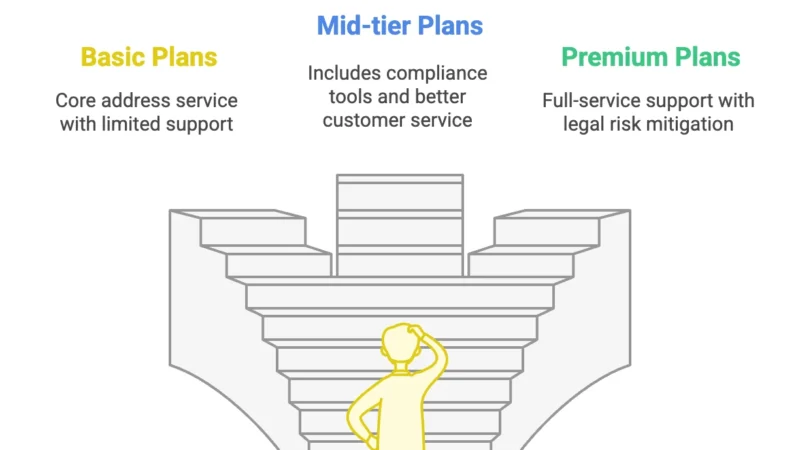 Basic Plans
Core address service
with limited support
Mid-tier Plans
Includes compliance
tools and better
customer service
Premium Plans
Full-service support with
legal risk mitigation